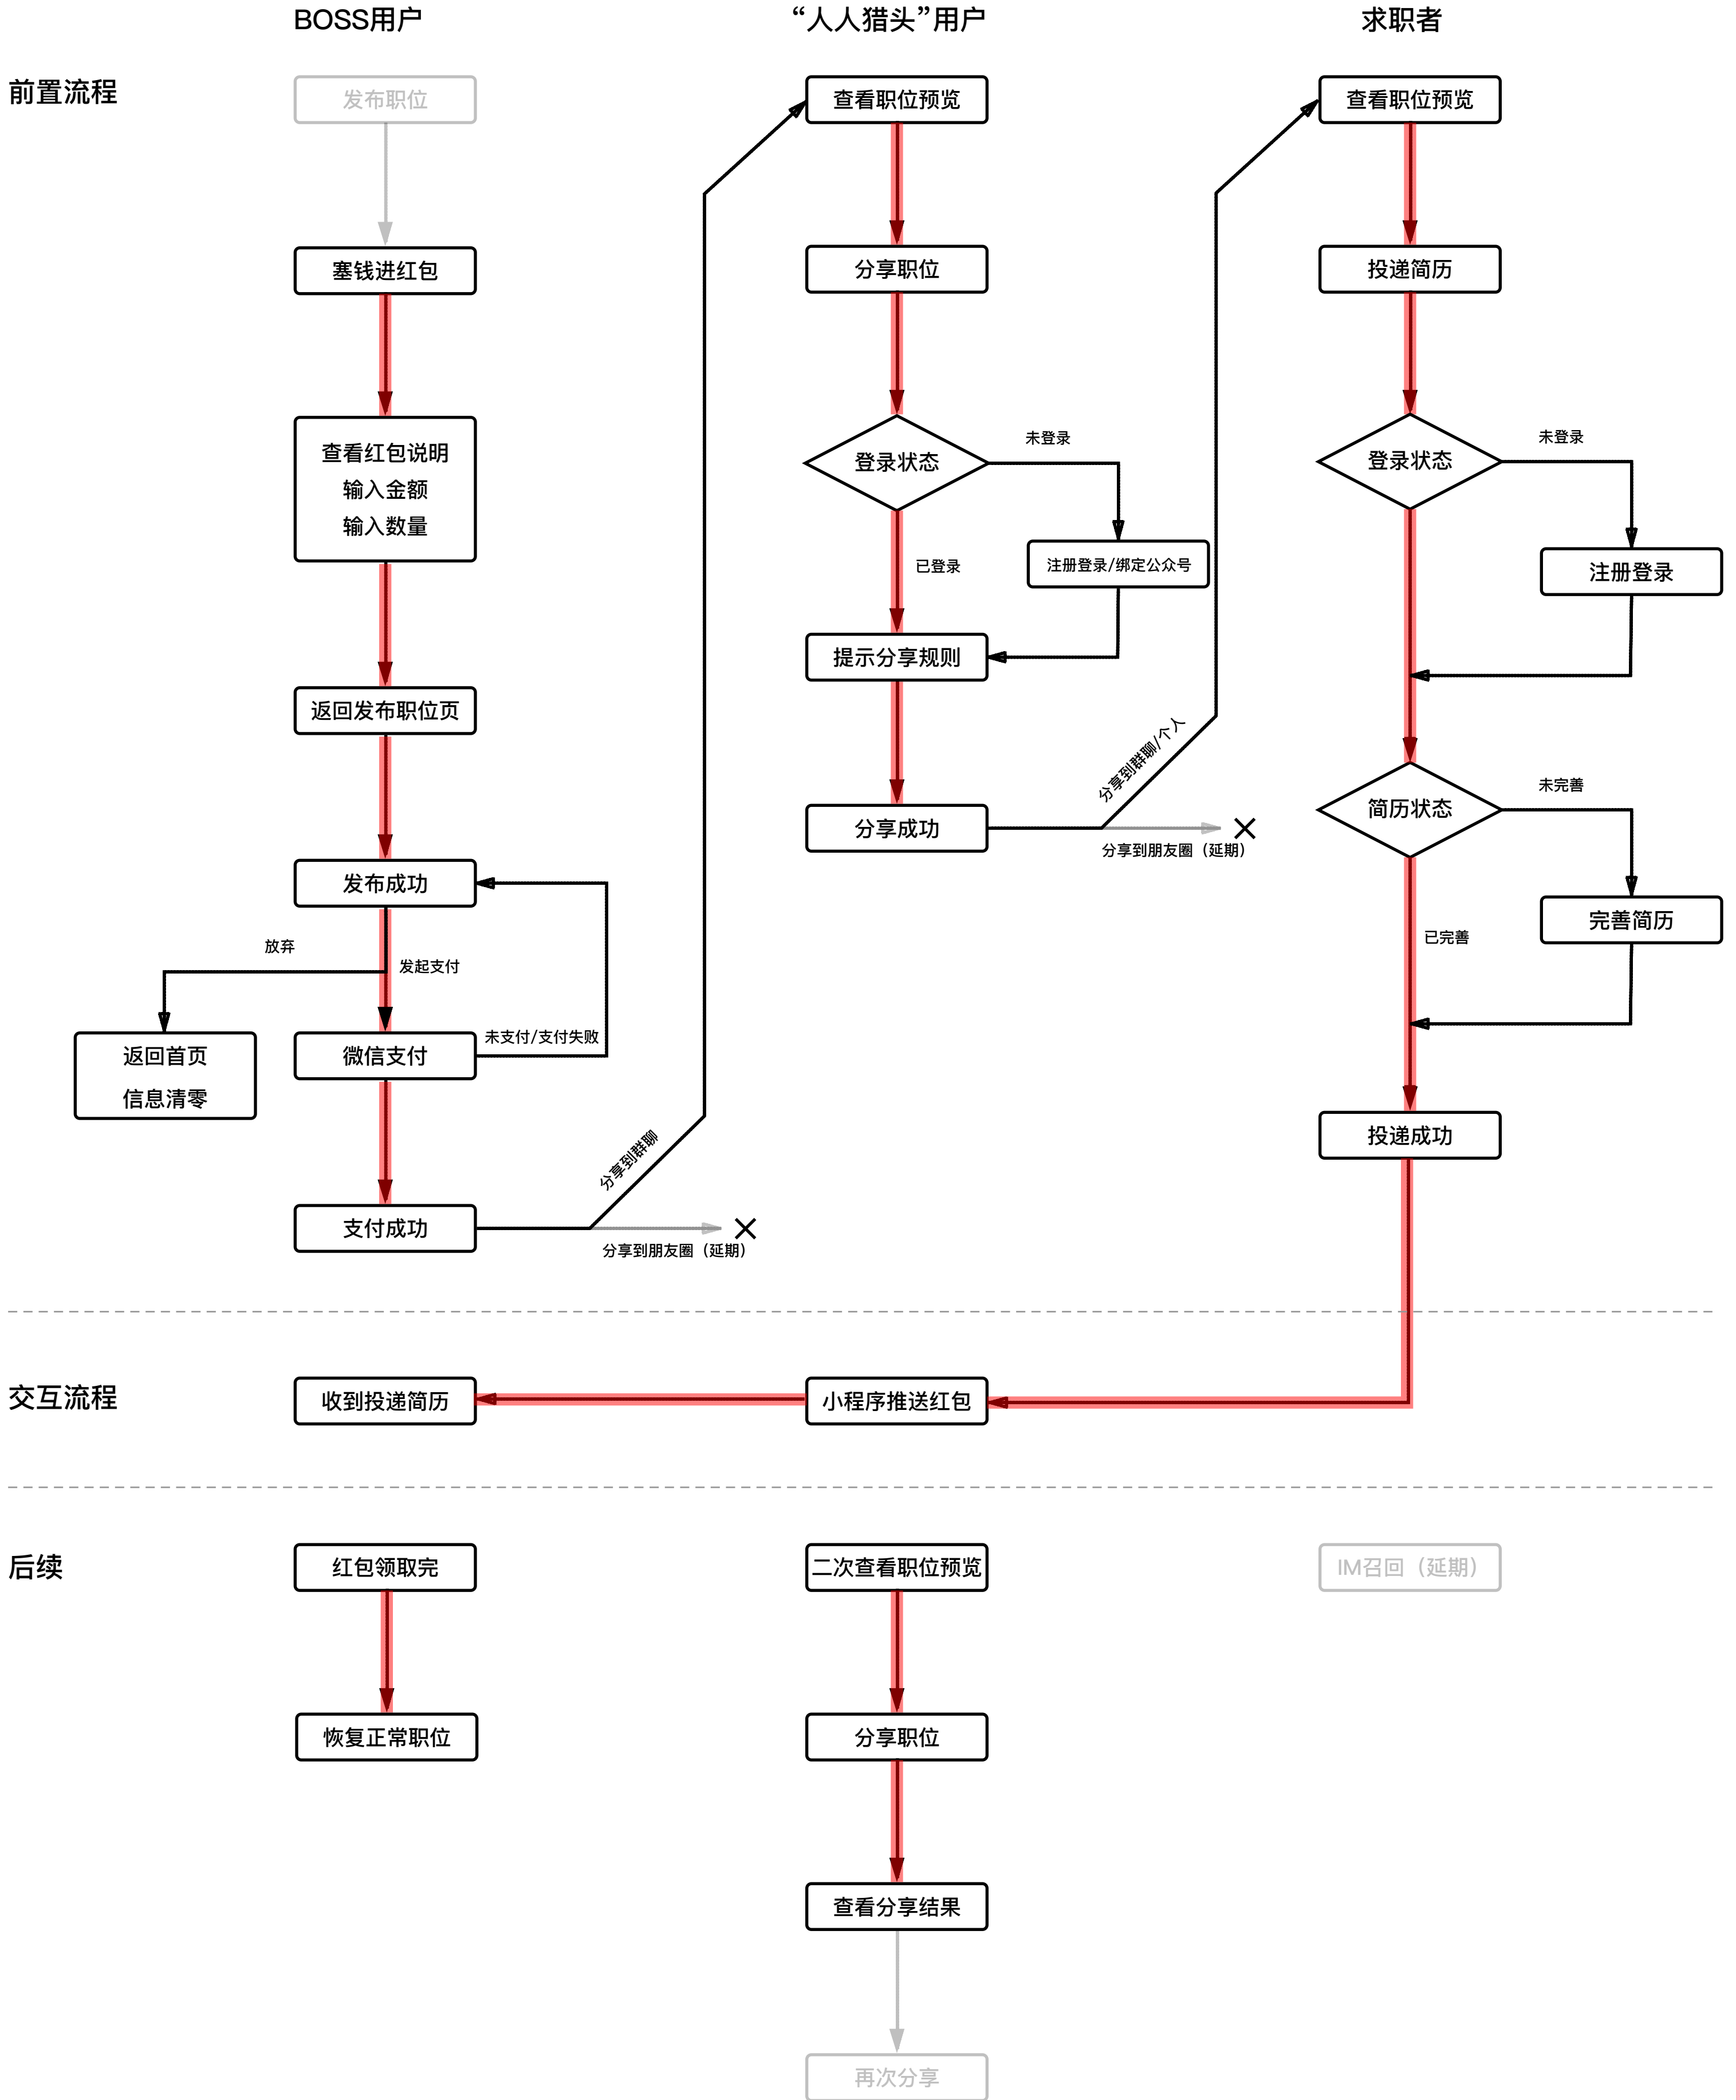 BOSS用户
“人人猎头”用户
求职者
前置流程
发布职位
塞钱进红包
查看红包说明
输入金额
输入数量
返回发布职位页
发布成功
放弃
发起支付
返回首页
信息清零
微信支付
未支付/支付失败
支付成功
分享到群聊
分享到朋友圈（延期）
查看职位预览
分享职位
登录状态
未登录
已登录
注册登录/绑定公众号
提示分享规则
分享成功
分享到群聊/个人
分享到朋友圈（延期）
查看职位预览
投递简历
登录状态
未登录
注册登录
简历状态
未完善
已完善
完善简历
投递成功
交互流程
收到投递简历
小程序推送红包
后续
红包领取完
恢复正常职位
二次查看职位预览
分享职位
查看分享结果
再次分享
IM召回（延期）